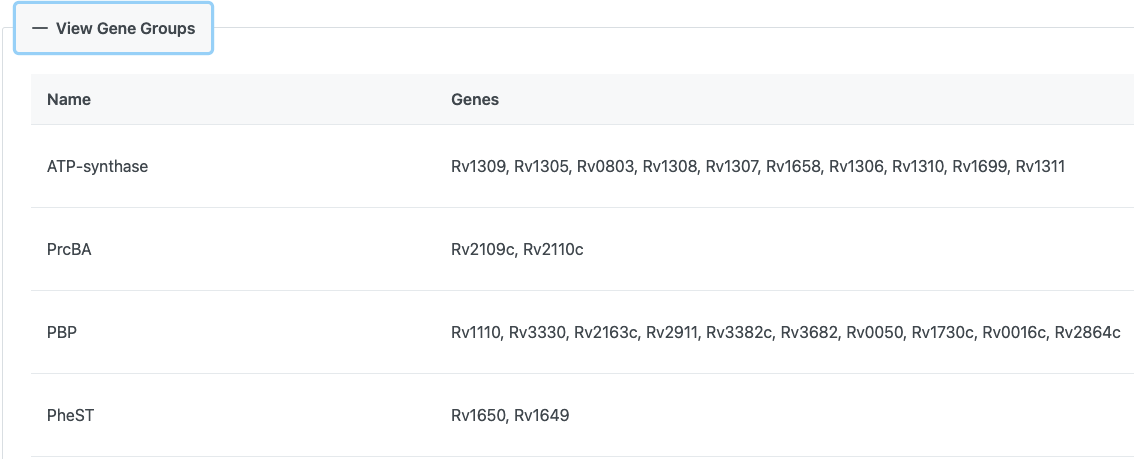 — View Gene Groups
Name Genes
ATP-synthase Rv1309, Rv1305, Rv0803, Rv1308, Rv1307, Rv1658, Rv1306, Rv1310, Rv1699, Rv1311
PrcBA Rv2109c, Rv2110c
PBP Rv1110, Rv3330, Rv2163c, Rv2911, Rv3382c, Rv3682, Rv0050, Rv1730c, Rv0016c, Rv2864c
PheST Rv1650, Rv1649